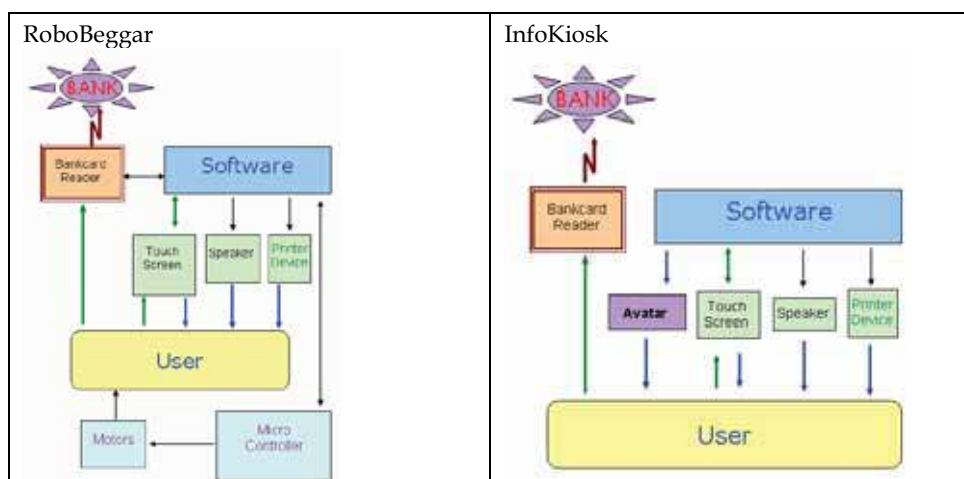 RoboBeggar
BANK
Bankcard
Reader
Software
Touch
Screen
Speaker
Printer
Device
User
Motors
Micro
Controller
InfoKiosk
BANK
Bankcard
Reader
Software
Avatar
Touch
Screen
Speaker
Printer
Device
User